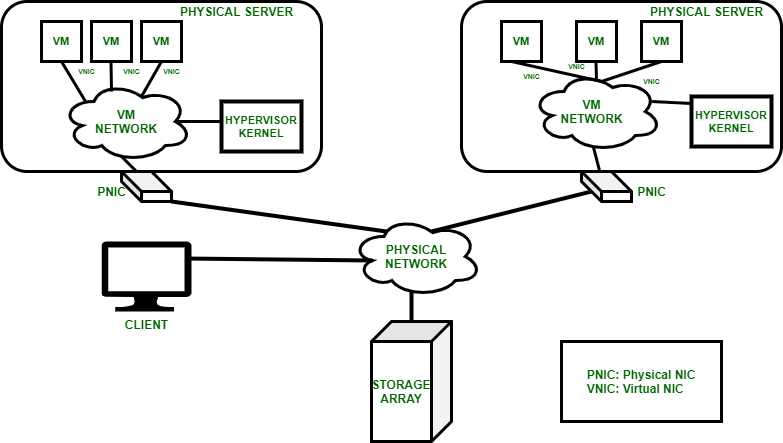 PHYSICAL SERVER
VM
VM
VM
VNIC
VNIC
VNIC
VM
NETWORK
HYPERVISOR
KERNEL
PNIC
PHYSICAL SERVER
VM
VM
VM
VNIC
VNIC
VNIC
VM
NETWORK
HYPERVISOR
KERNEL
PNIC
PHYSICAL
NETWORK
CLIENT
STORAGE
ARRAY
PNIC: Physical NIC
VNIC: Virtual NIC